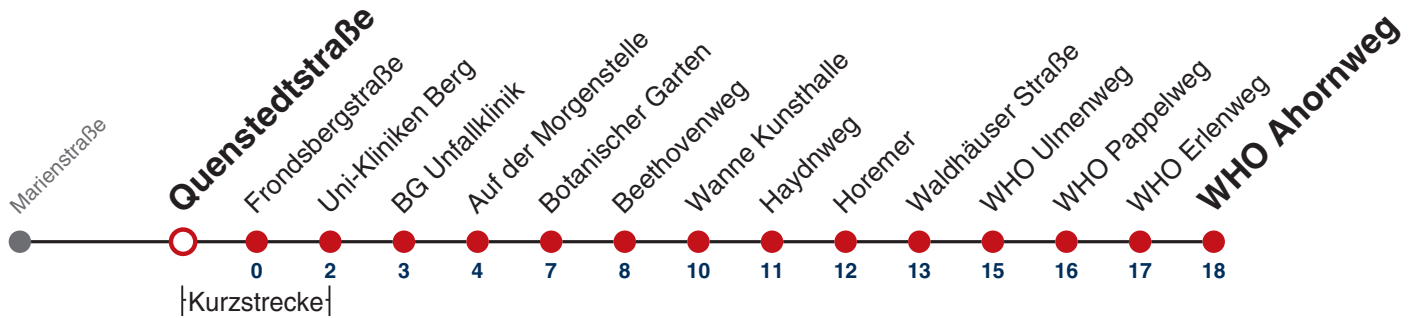 Marienstraße
Quenstedtstraße
Frondsbergstraße
Uni-Kliniken Berg
BG Unfallklinik
Auf der Morgenstelle
Botanischer Garten
Beethovenweg
Wanne Kunsthalle
Haydnweg
Horemer
Waldhäuser Straße
WHO Ulmenweg
WHO Pappelweg
WHO Erlenweg
WHO Ahornweg
0 2 3 4 7 8 10 11 12 13 15 16 17 18
Kurzstrecke